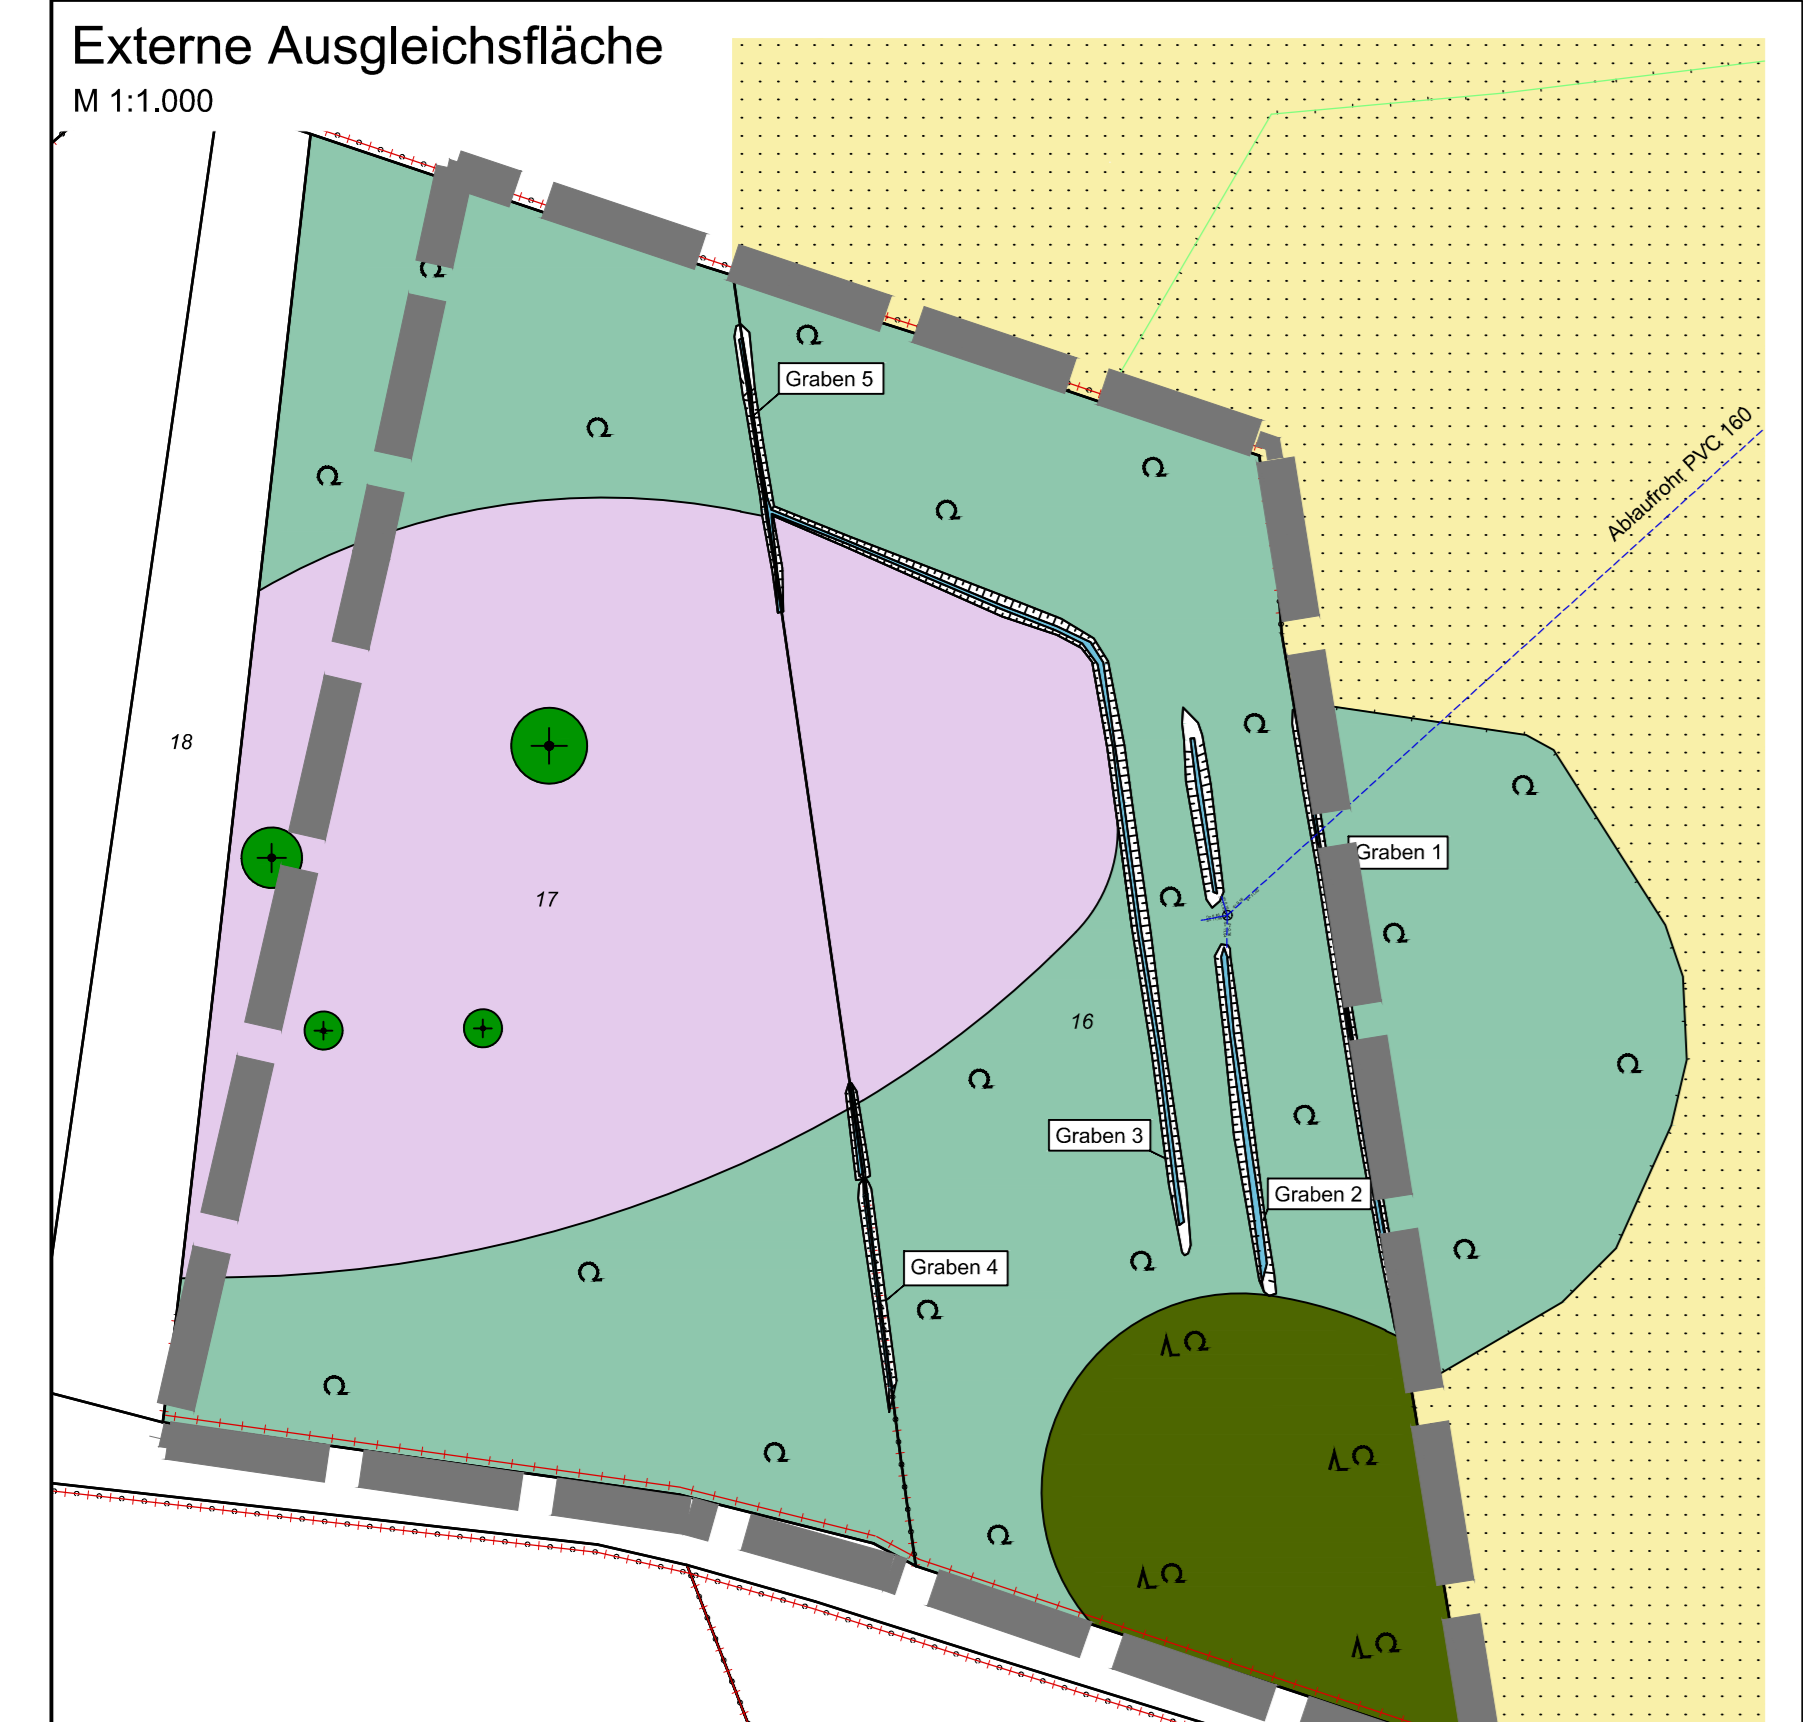 Externe Ausgleichsfläche
M 1:1.000
Graben 5
Ablaufrohr PVC 160
18
Graben 1
17
16
Graben 3
Graben 2
Graben 4